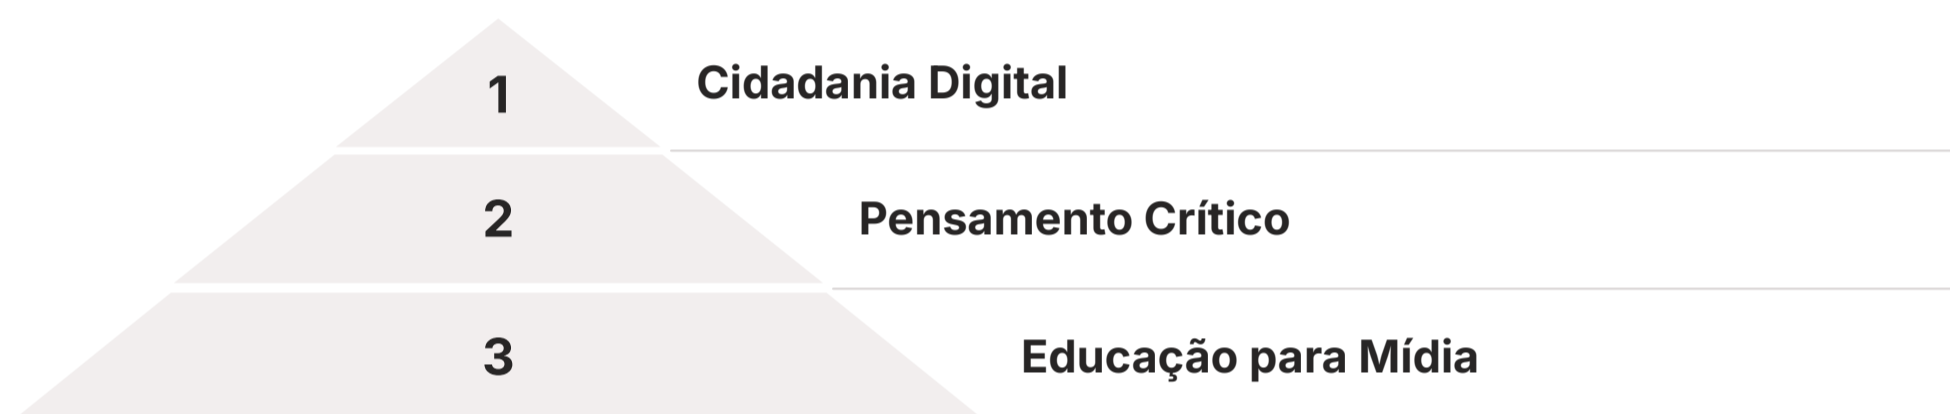 1
Cidadania Digital
2
Pensamento Crítico
3
Educação para Mídia